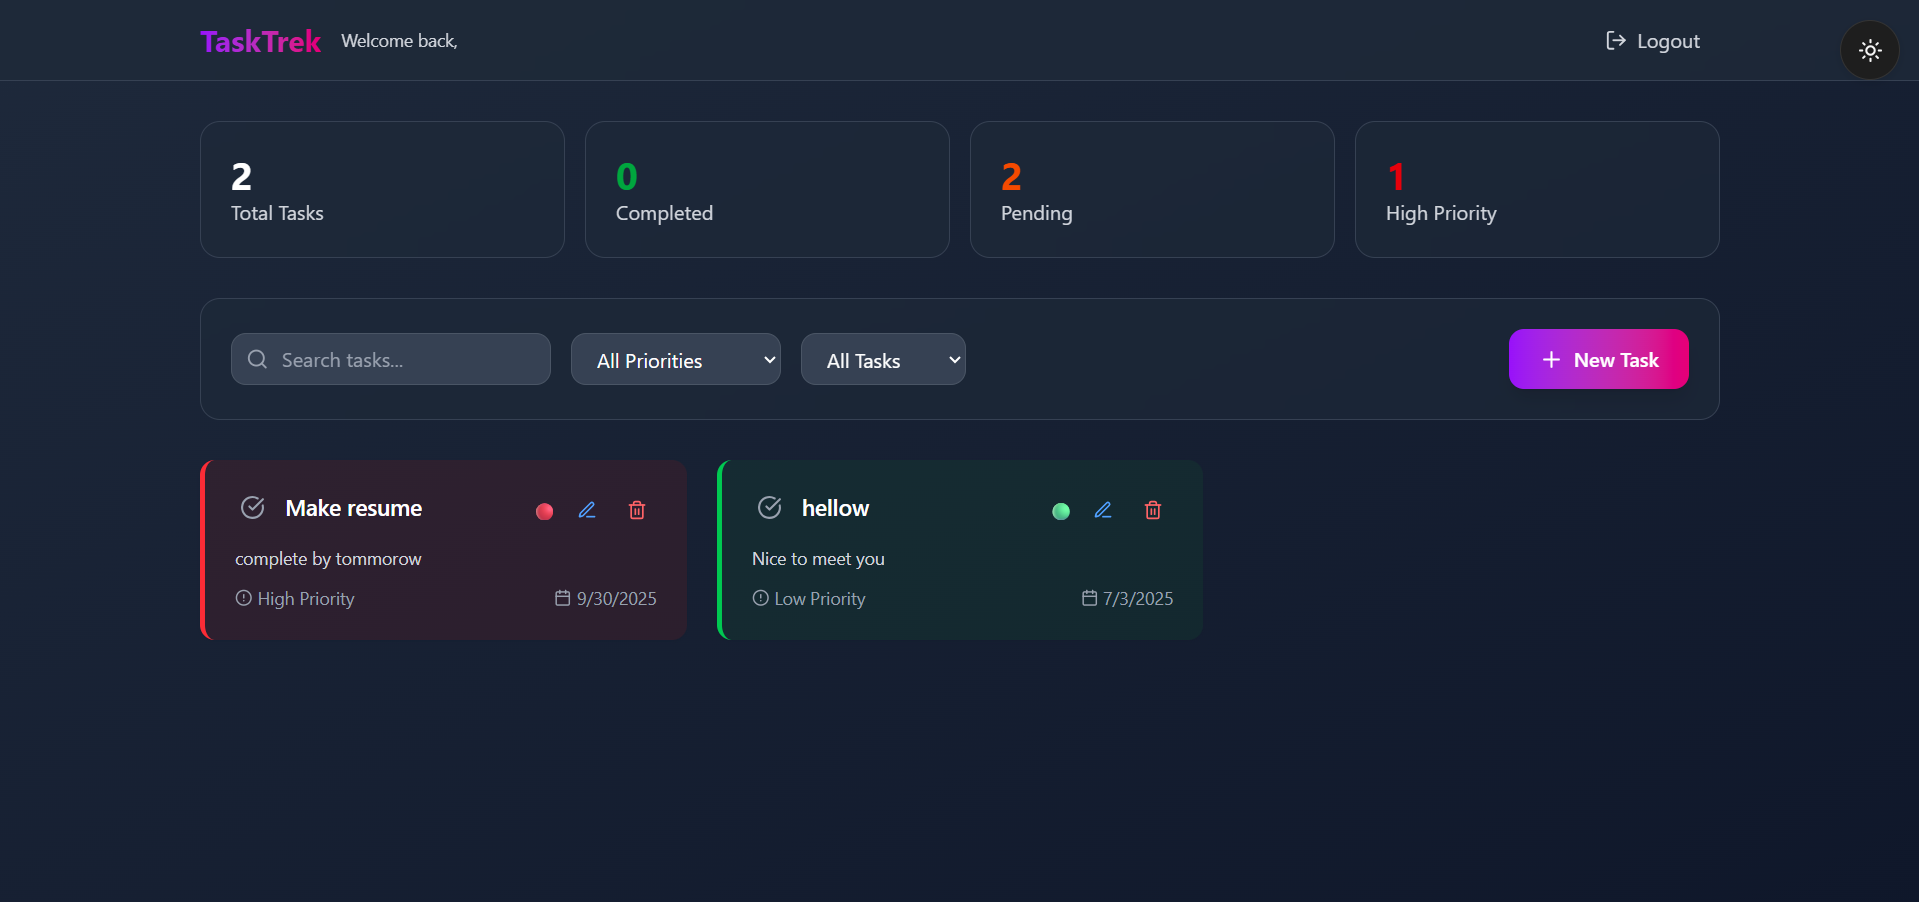 TaskTrek Welcome back, Logout
2 0 2 1
Total Tasks Completed Pending High Priority
Search tasks... All Priorities All Tasks New Task
Make resume hellow
complete by tommorow Nice to meet you
High Priority 9/30/2025 Low Priority 7/3/2025